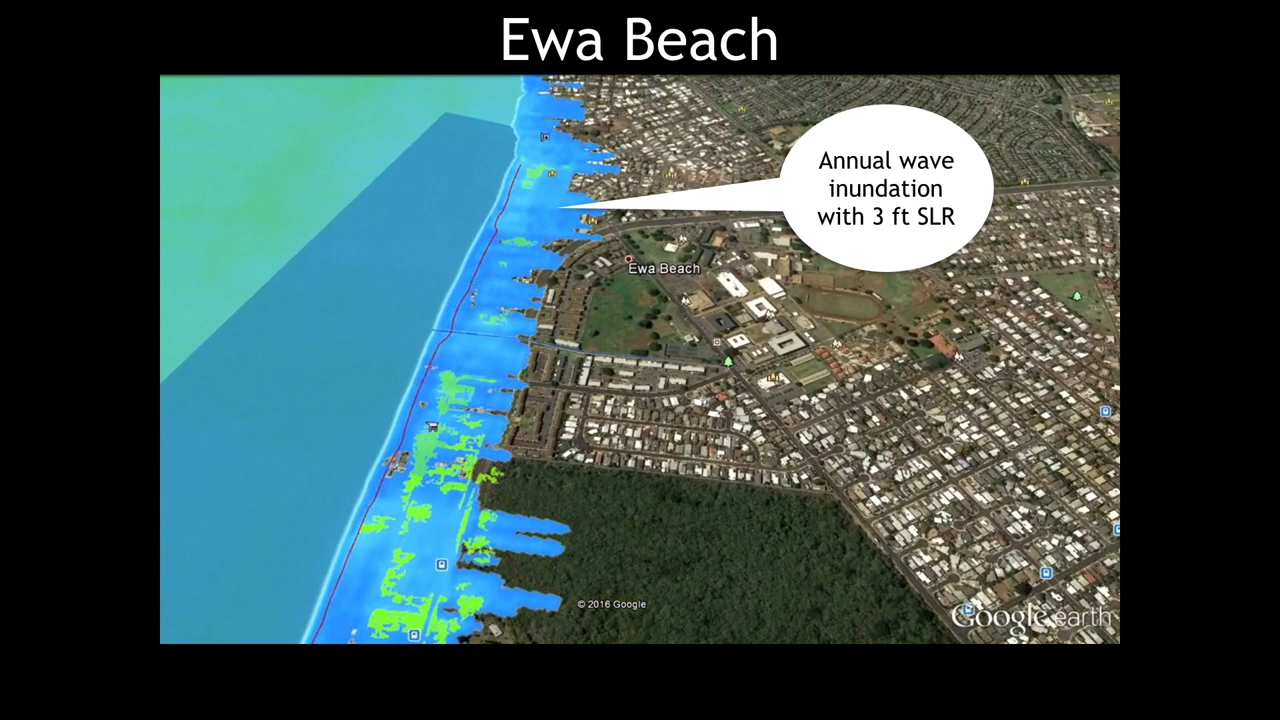 Ewa Beach
Annual wave
inundation
with 3 ft SLR
Ewa Beach
© 2016 Google
Google earth